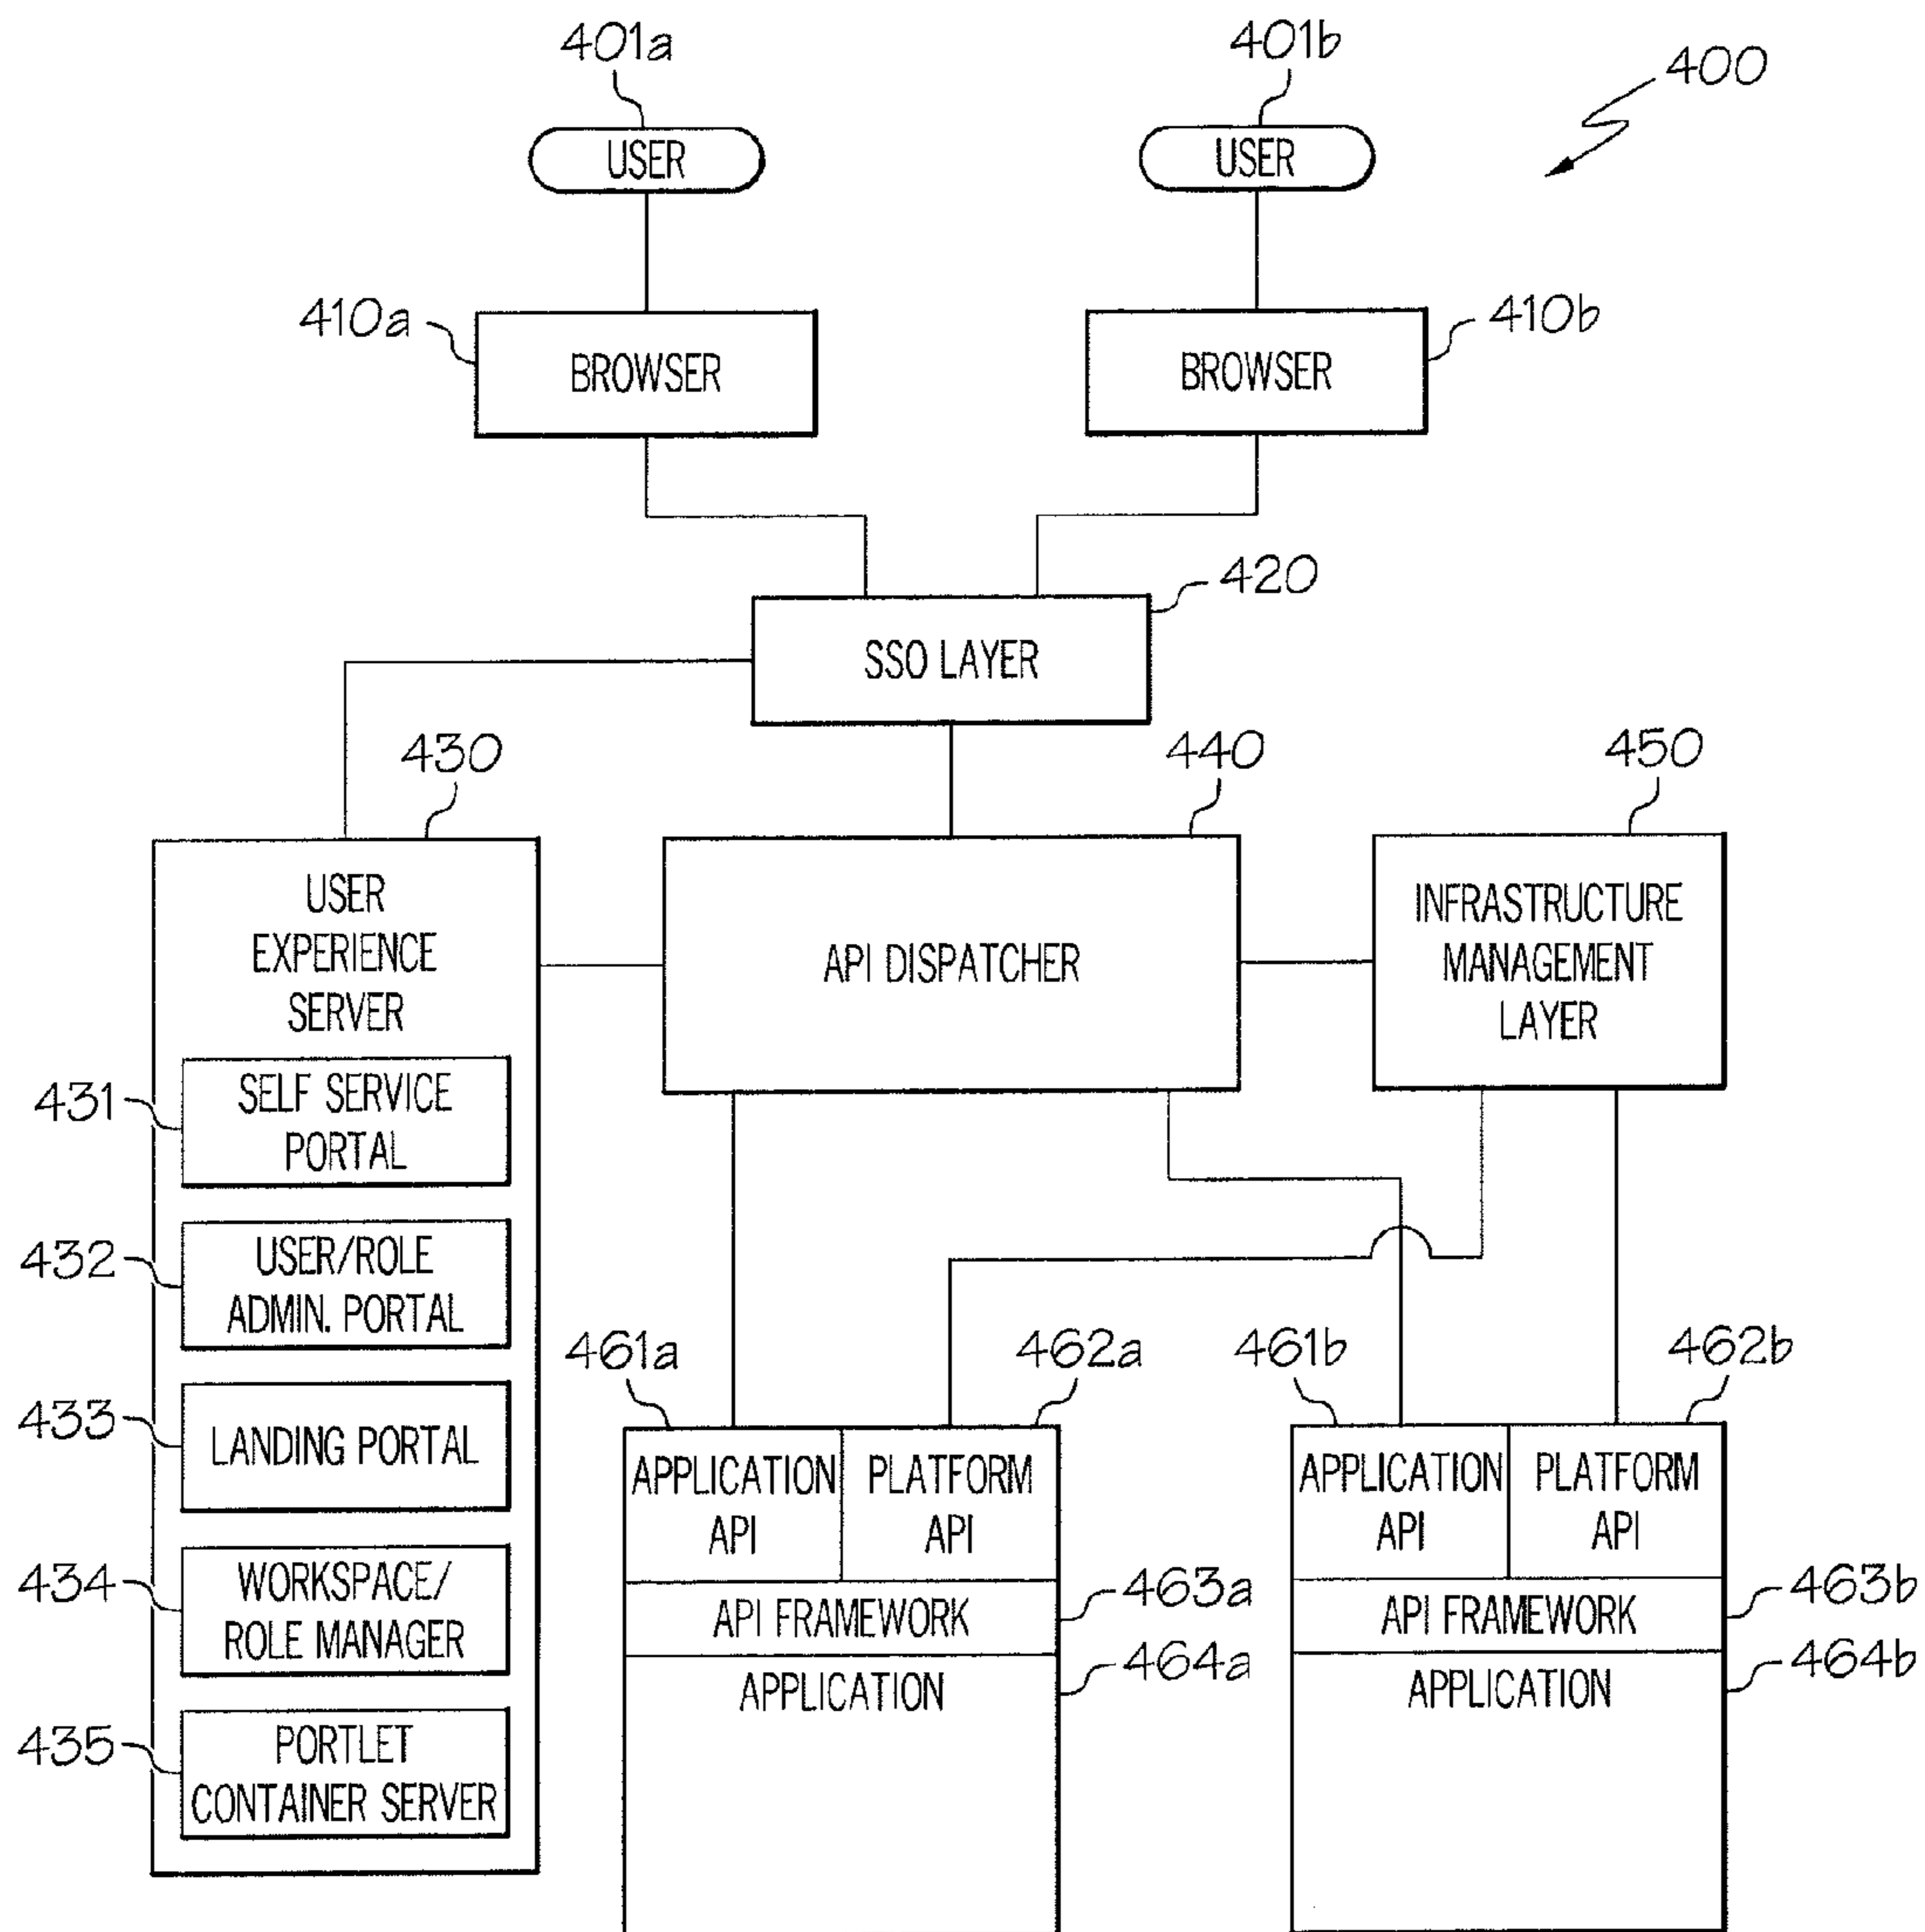 401a
401b
400
USER
USER
410a
410b
BROWSER
BROWSER
420
SSO LAYER
430
440
450
USER
EXPERIENCE
SERVER
API DISPATCHER
INFRASTRUCTURE
MANAGEMENT
LAYER
431
SELF SERVICE
PORTAL
432
USER/ROLE
ADMIN. PORTAL
433
LANDING PORTAL
434
WORKSPACE/
ROLE MANAGER
435
PORTLET
CONTAINER SERVER
461a
462a
461b
462b
APPLICATION
API
PLATFORM
API
APPLICATION
API
PLATFORM
API
API FRAMEWORK
463a
API FRAMEWORK
463b
APPLICATION
464a
APPLICATION
464b